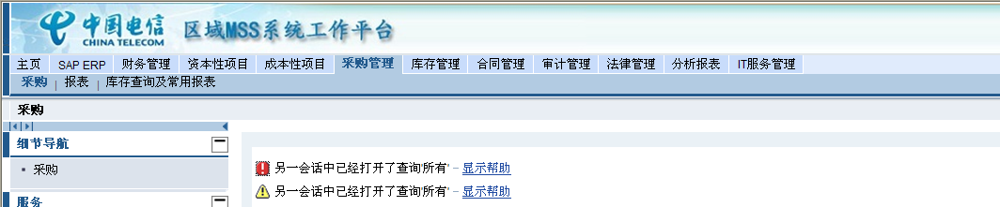 中国电信
CHINA TELECOM
区域MSS系统工作平台
主页 SAP ERP 财务管理 资本性项目 成本性项目 采购管理 库存管理 合同管理 审计管理 法律管理 分析报表 IT服务管理
采购 | 报表 | 库存查询及常用报表
采购
细节导航
采购
另一会话中已经打开了查询'所有' - 显示帮助
另一会话中已经打开了查询'所有' - 显示帮助
服务